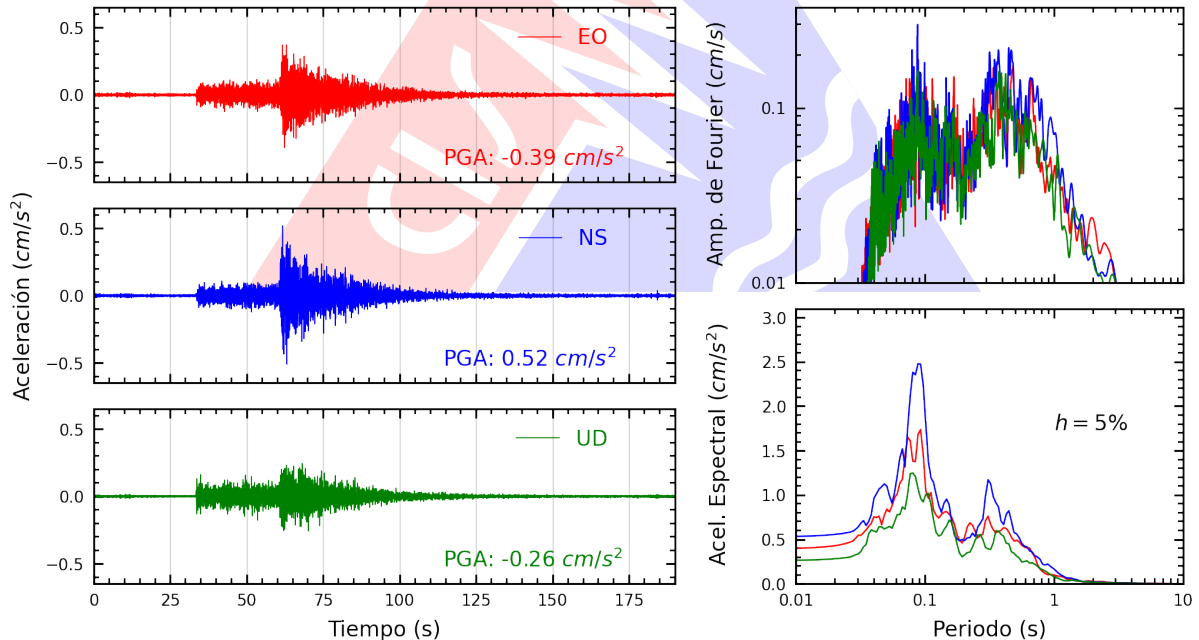 Aceleración (cm/s²)
0.5
0.0
−0.5
EO
PGA: -0.39 cm/s²
0.5
0.0
−0.5
NS
PGA: 0.52 cm/s²
0.5
0.0
−0.5
UD
PGA: -0.26 cm/s²
0 25 50 75 100 125 150 175
Tiempo (s)
Amp. de Fourier (cm/s)
0.1
0.01
Acel. Espectral (cm/s²)
3.0
2.5
2.0
1.5
1.0
0.5
0.0
h = 5%
0.01 0.1 1 10
Periodo (s)